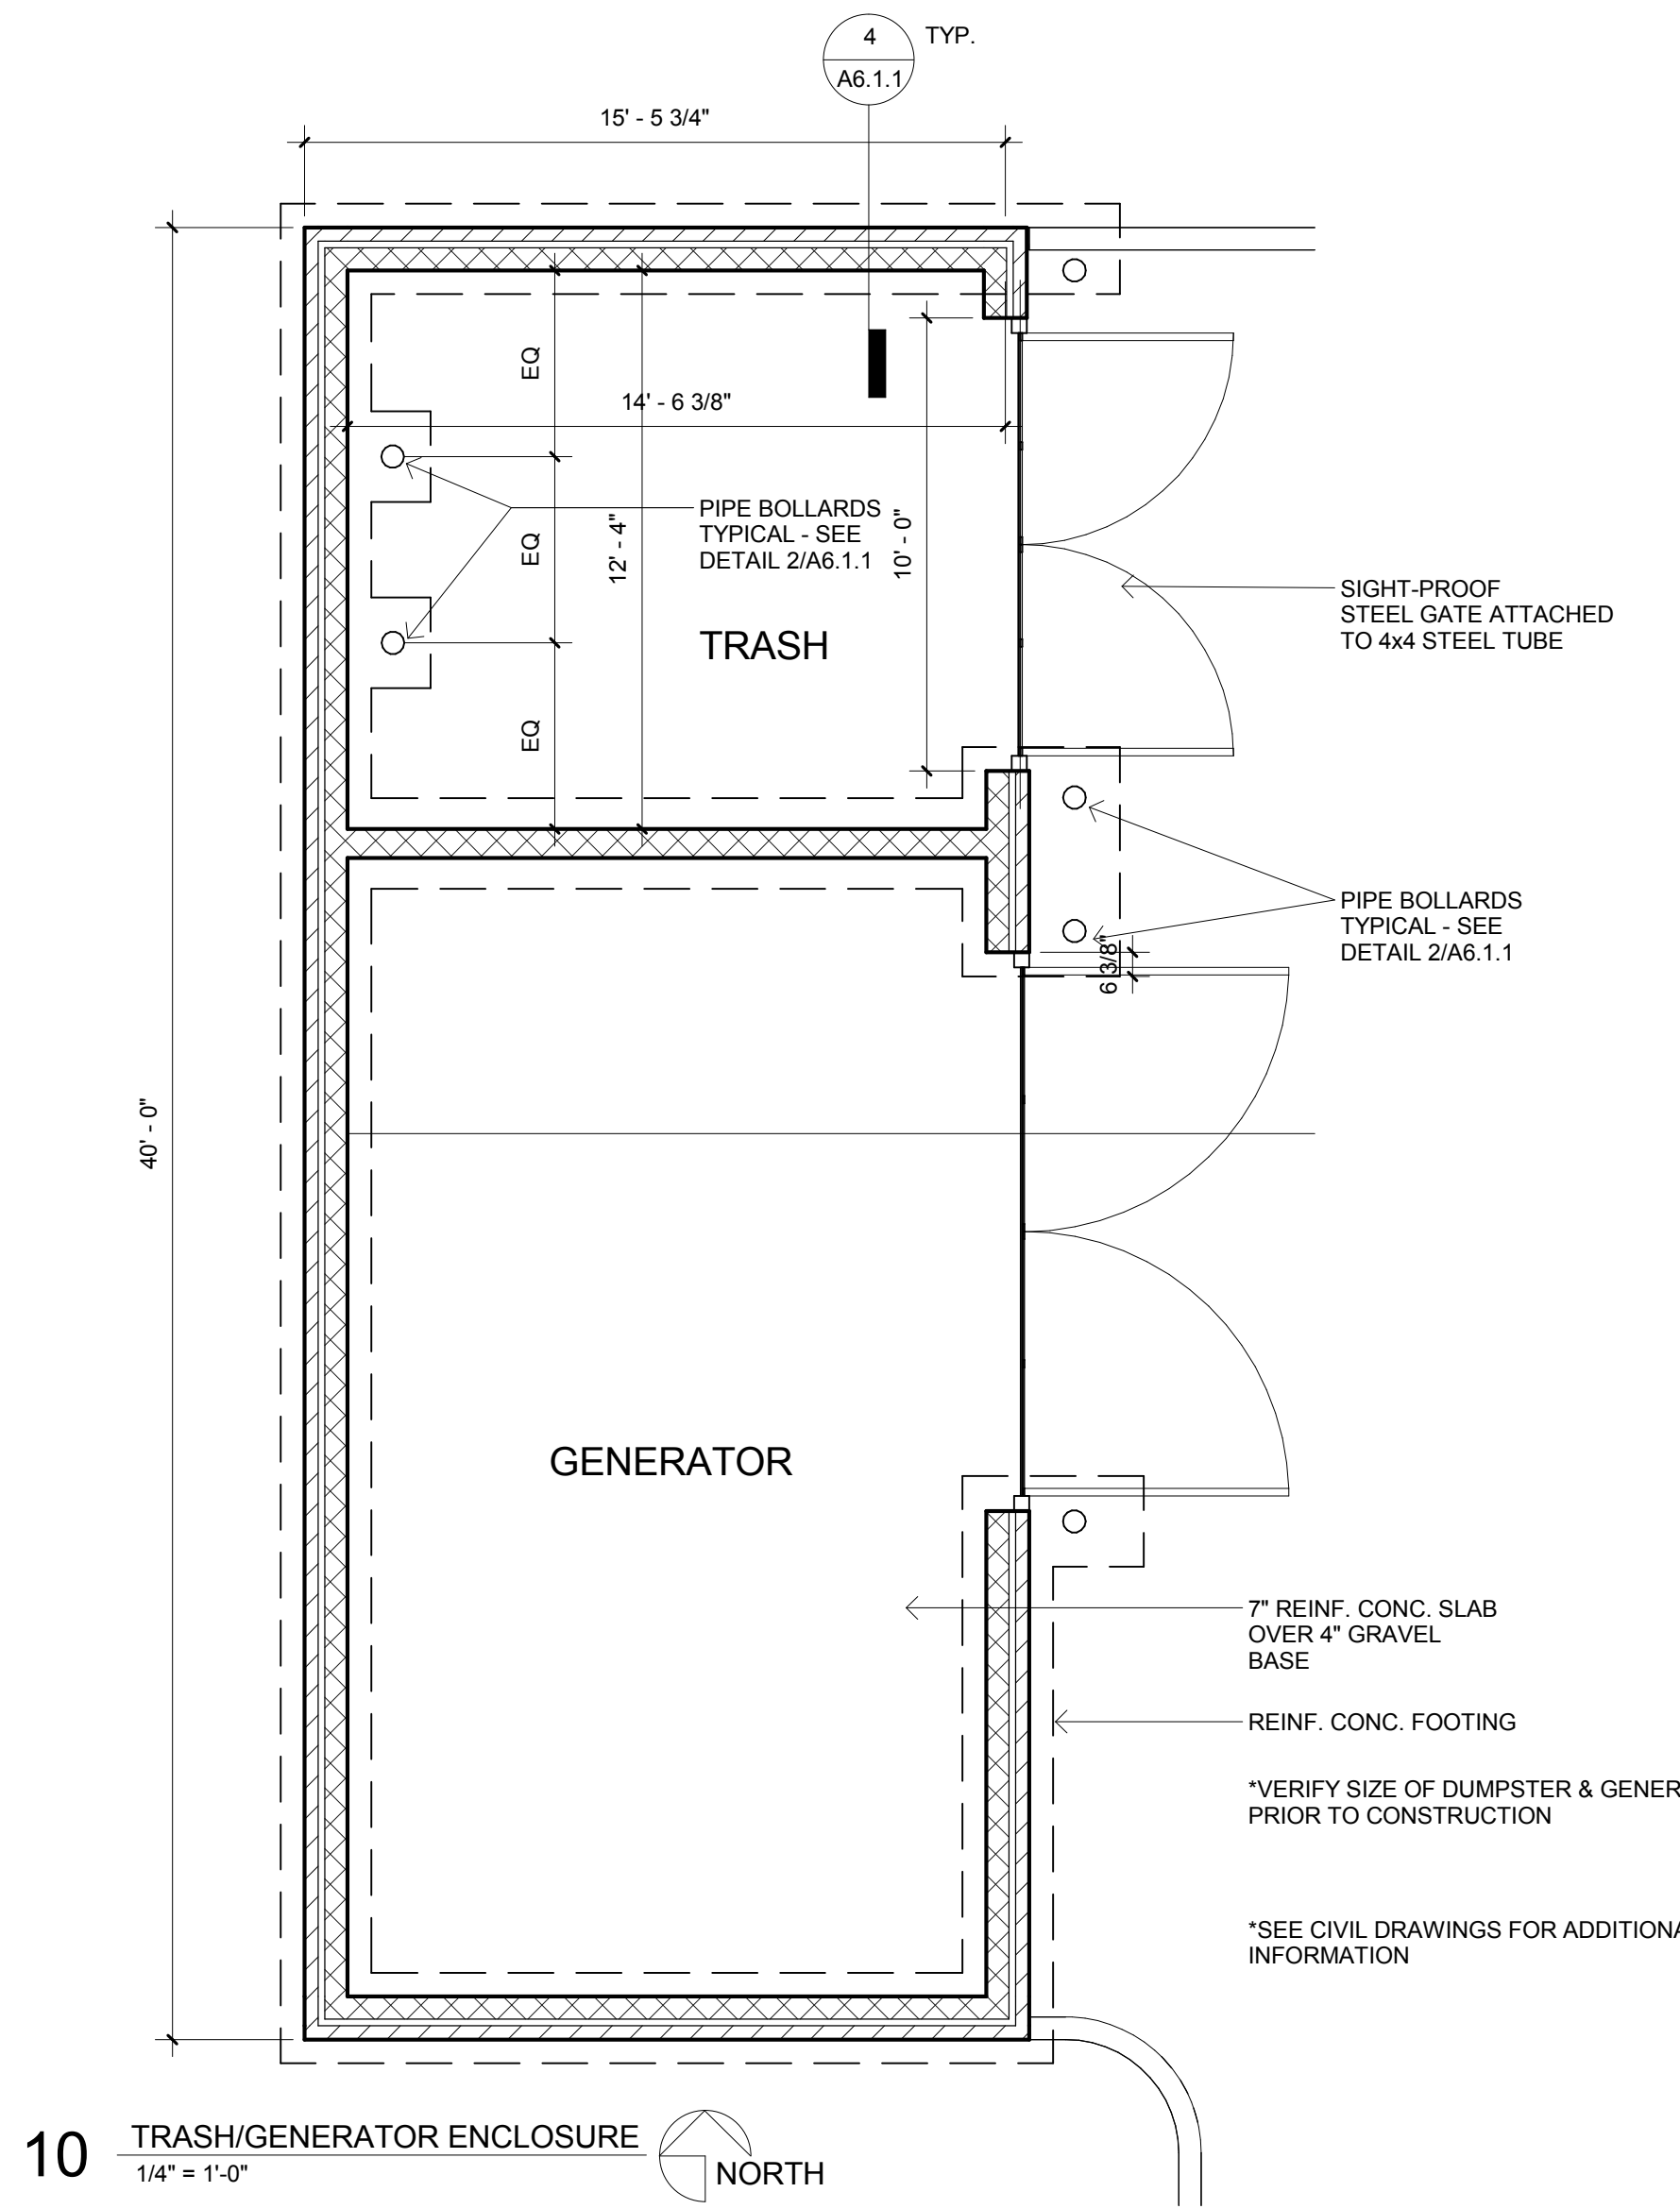 4 TYP.
A6.1.1
15' - 5 3/4"
EQ
14' - 6 3/8"
PIPE BOLLARDS
TYPICAL - SEE
DETAIL 2/A6.1.1
10' - 0"
EQ
12' - 4"
SIGHT-PROOF
STEEL GATE ATTACHED
TO 4x4 STEEL TUBE
TRASH
EQ
PIPE BOLLARDS
TYPICAL - SEE
DETAIL 2/A6.1.1
6 3/8"
40' - 0"
GENERATOR
7" REINF. CONC. SLAB
OVER 4" GRAVEL
BASE
REINF. CONC. FOOTING
*VERIFY SIZE OF DUMPSTER & GENER
PRIOR TO CONSTRUCTION
*SEE CIVIL DRAWINGS FOR ADDITIONA
INFORMATION
10 TRASH/GENERATOR ENCLOSURE
1/4" = 1'-0"
NORTH